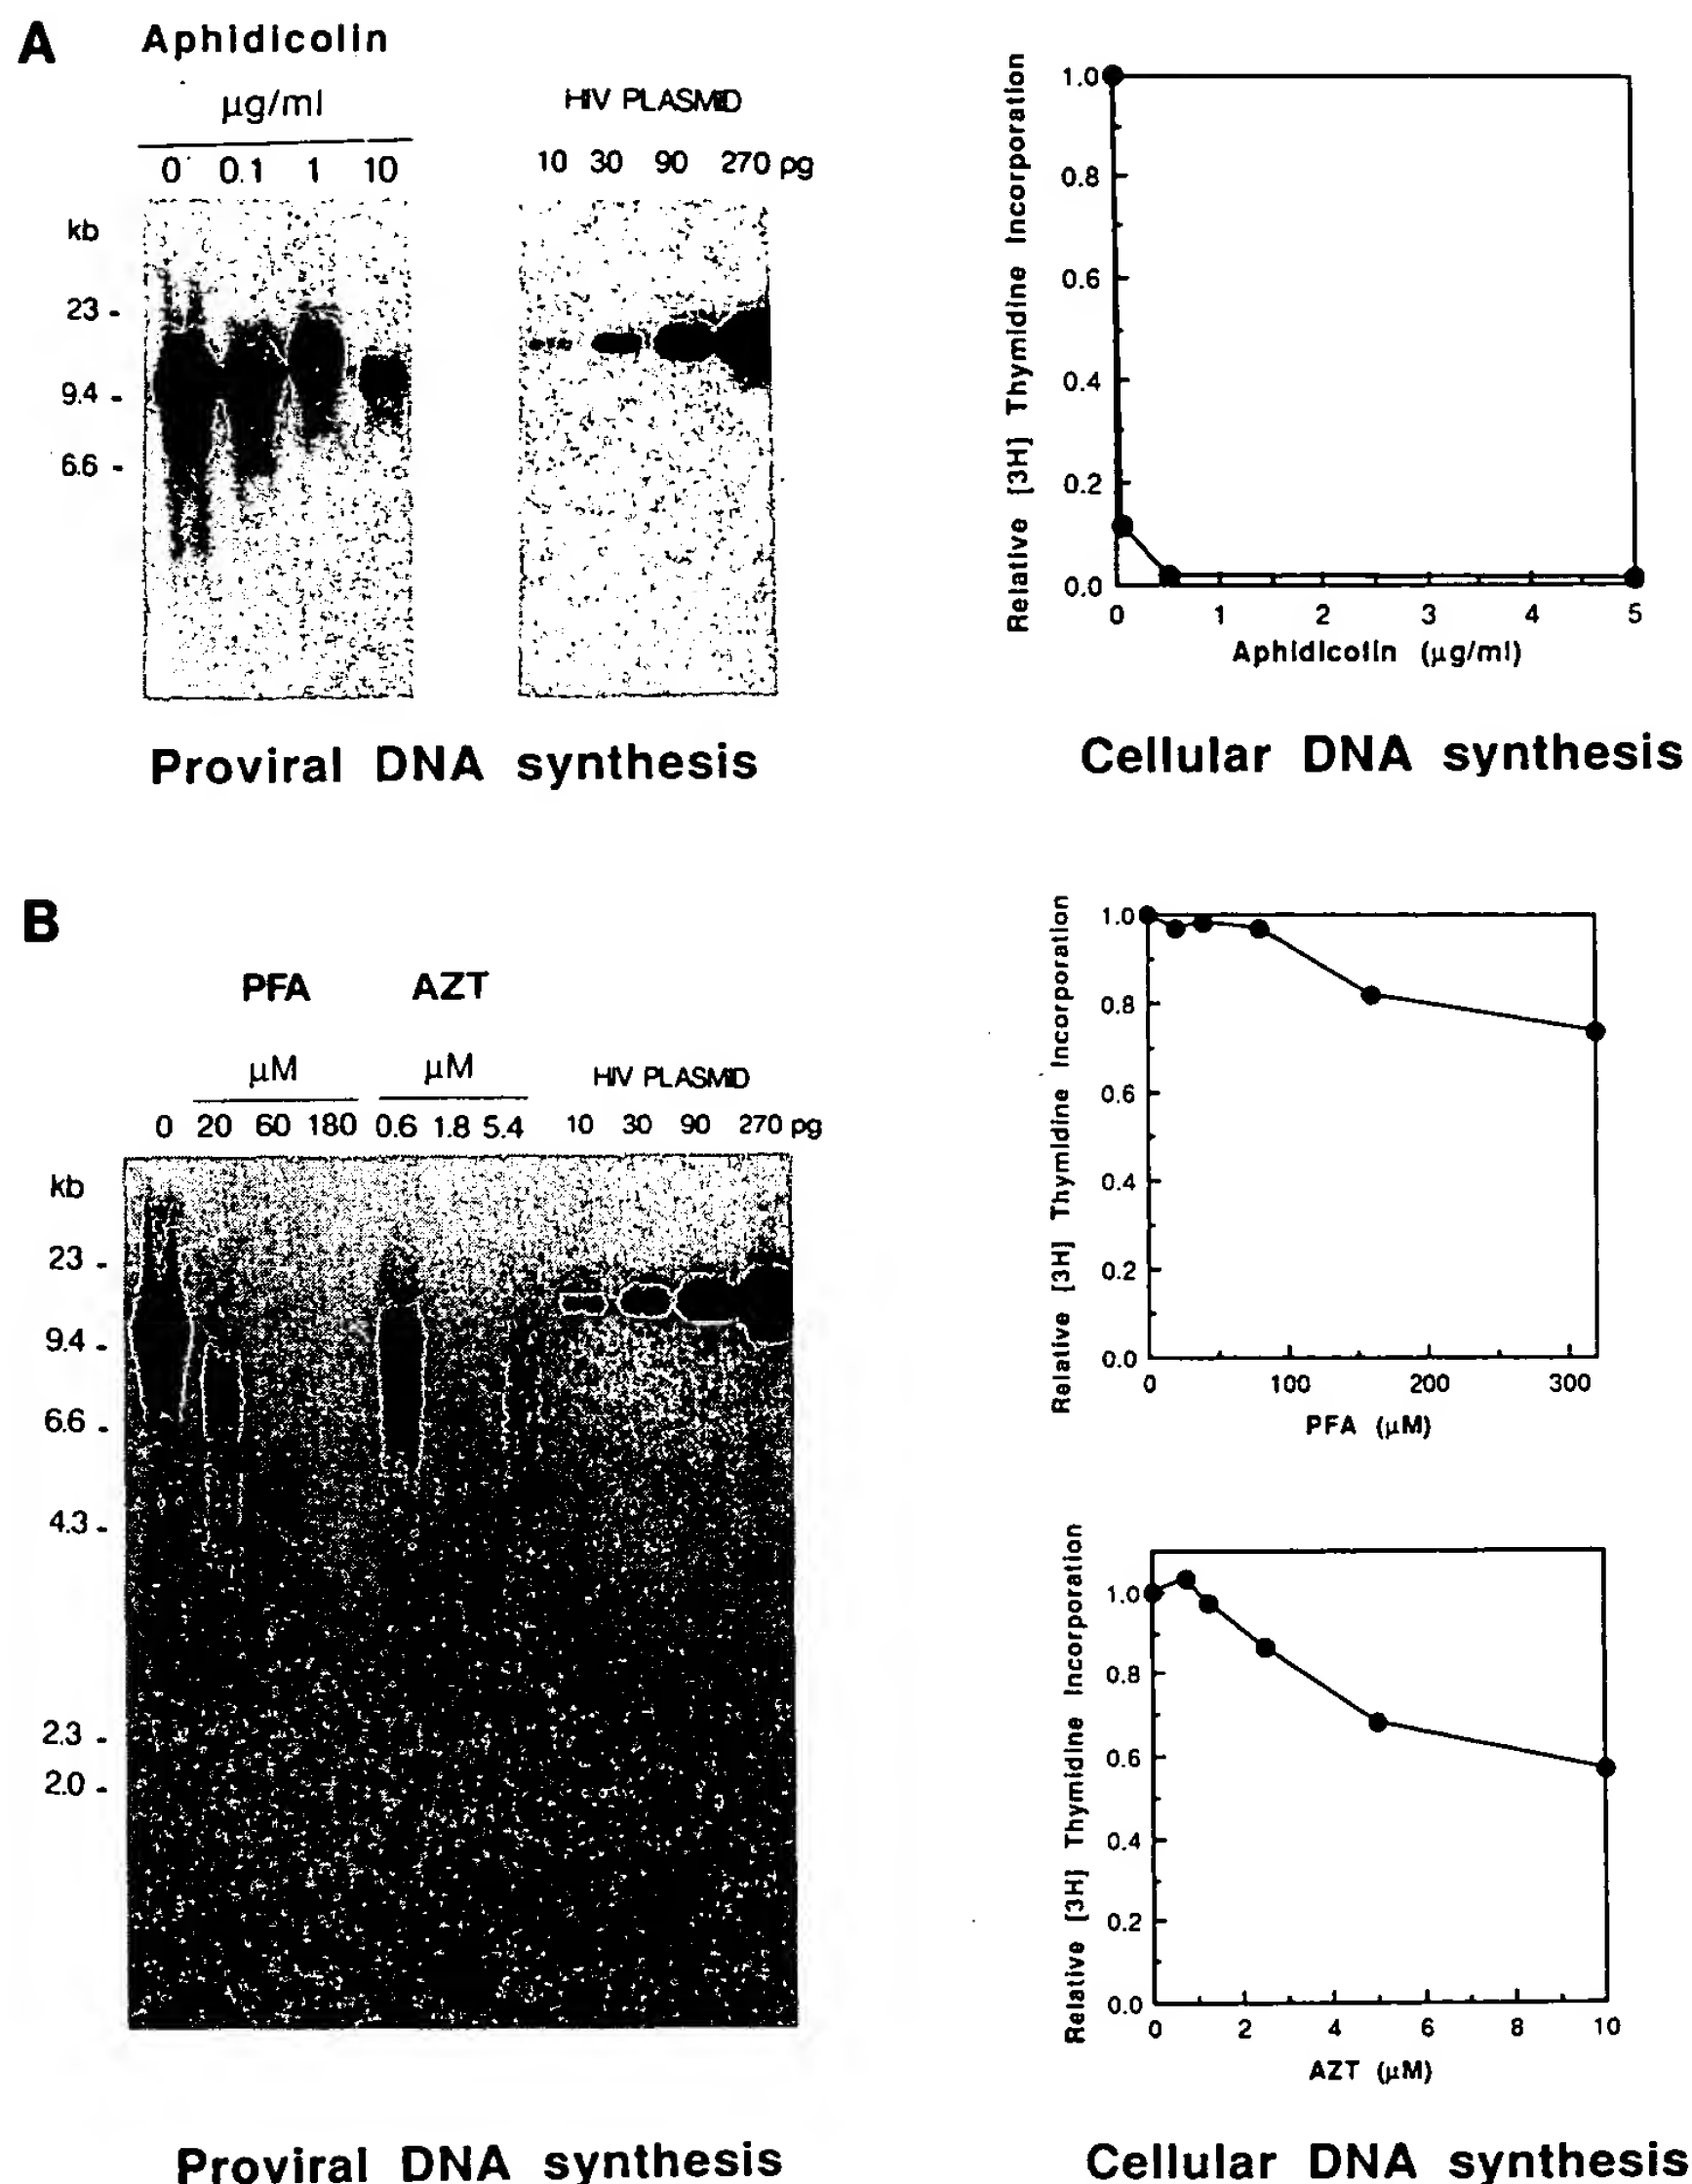 A
Aphidicolin
µg/ml
0 0.1 1 10
HIV PLASMID
10 30 90 270 pg
kb
23
9.4
6.6
Proviral DNA synthesis
Relative [3H] Thymidine Incorporation
1.0
0.8
0.6
0.4
0.2
0.0
0 1 2 3 4 5
Aphidicolin (µg/ml)
Cellular DNA synthesis
B
PFA AZT
µM µM
HIV PLASMID
0 20 60 180 0.6 1.8 5.4 10 30 90 270 pg
kb
23
9.4
6.6
4.3
2.3
2.0
Proviral DNA synthesis
Relative [3H] Thymidine Incorporation
1.0
0.8
0.6
0.4
0.2
0.0
0 100 200 300
PFA (µM)
Relative [3H] Thymidine Incorporation
1.0
0.8
0.6
0.4
0.2
0.0
0 2 4 6 8 10
AZT (µM)
Cellular DNA synthesis